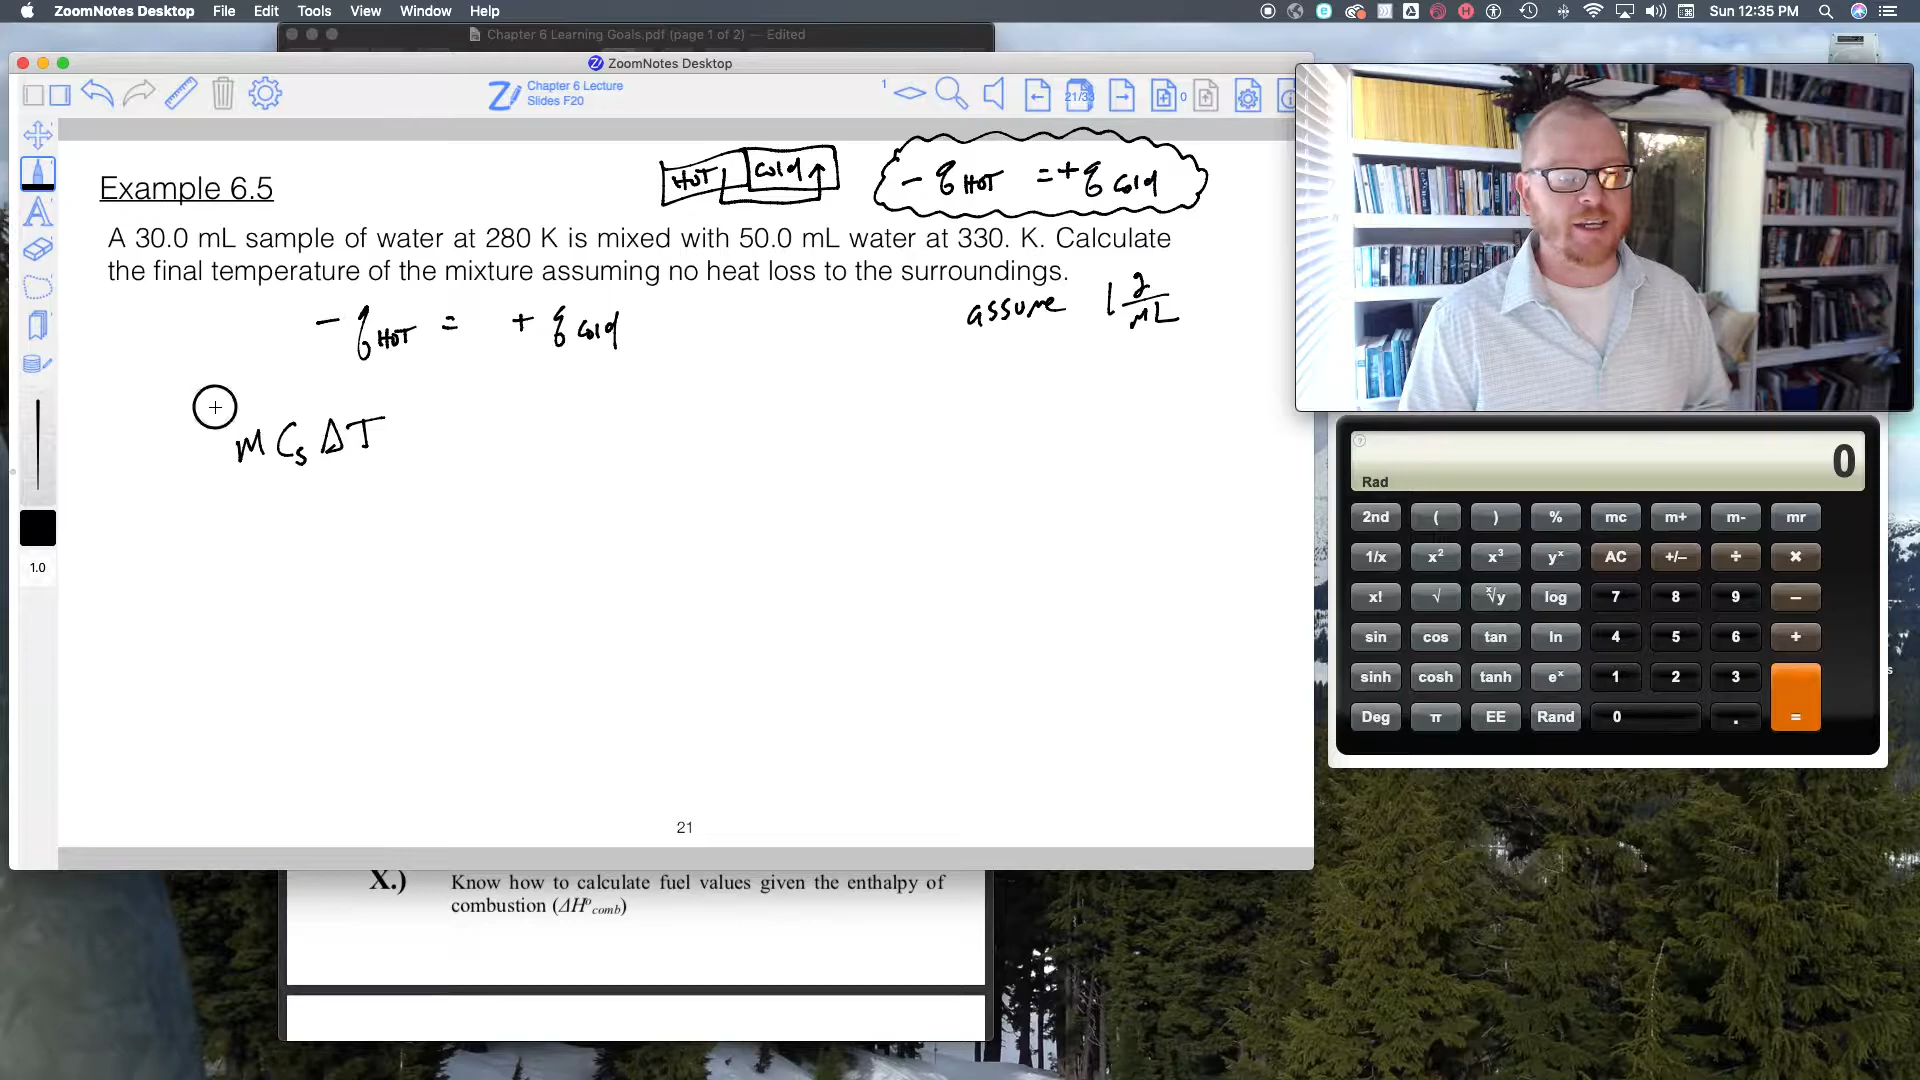 ZoomNotes Desktop File Edit Tools View Window Help Sun 12:35 PM
Chapter 6 Learning Goals.pdf (page 1 of 2) — Edited
ZoomNotes Desktop
Chapter 6 Lecture
Slides F20
1
21/33
0
HOT Cold
- q HOT = + q Cold
Example 6.5
A 30.0 mL sample of water at 280 K is mixed with 50.0 mL water at 330. K. Calculate
the final temperature of the mixture assuming no heat loss to the surroundings.
assume 1 g/mL
- q HOT = + q Cold
m Cs ΔT
1.0
21
X.) Know how to calculate fuel values given the enthalpy of
combustion (ΔH°comb)
0
Rad
2nd ( ) % mc m+ m- mr
1/x x² x³ yˣ AC +/− ÷ ×
x! √ ˣ√y log 7 8 9 −
sin cos tan ln 4 5 6 +
sinh cosh tanh eˣ 1 2 3
Deg π EE Rand 0 . =